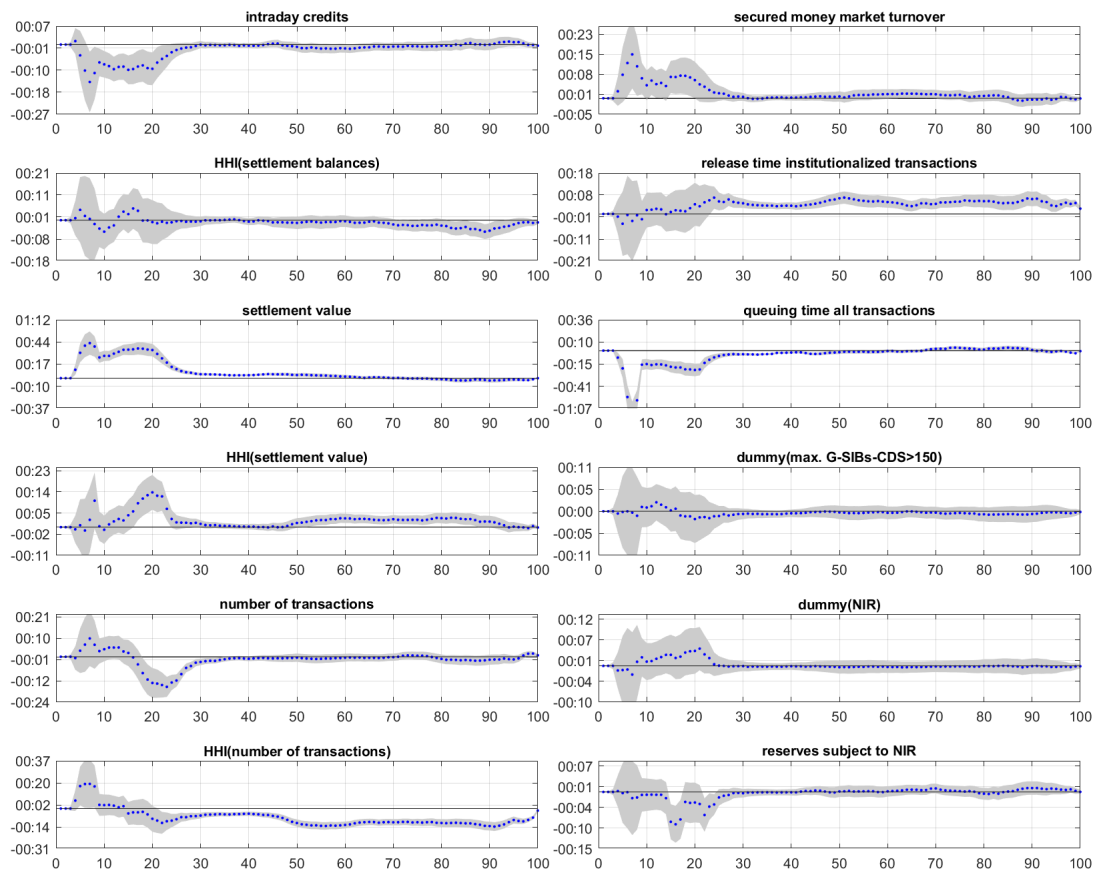 intraday credits
00:07
-00:01
-00:10
-00:18
-00:27
0 10 20 30 40 50 60 70 80 90 100
secured money market turnover
00:23
00:15
00:08
00:01
-00:05
0 10 20 30 40 50 60 70 80 90 100
HHI(settlement balances)
00:21
00:11
00:01
-00:08
-00:18
0 10 20 30 40 50 60 70 80 90 100
release time institutionalized transactions
00:18
00:08
-00:01
-00:11
-00:21
0 10 20 30 40 50 60 70 80 90 100
settlement value
01:12
00:44
00:17
-00:10
-00:37
0 10 20 30 40 50 60 70 80 90 100
queuing time all transactions
00:36
00:10
-00:15
-00:41
-01:07
0 10 20 30 40 50 60 70 80 90 100
HHI(settlement value)
00:23
00:14
00:05
-00:02
-00:11
0 10 20 30 40 50 60 70 80 90 100
dummy(max. G-SIBs-CDS>150)
00:11
00:05
00:00
-00:05
-00:11
0 10 20 30 40 50 60 70 80 90 100
number of transactions
00:21
00:10
-00:01
-00:12
-00:24
0 10 20 30 40 50 60 70 80 90 100
dummy(NIR)
00:12
00:07
00:01
-00:04
-00:10
0 10 20 30 40 50 60 70 80 90 100
HHI(number of transactions)
00:37
00:20
00:02
-00:14
-00:31
0 10 20 30 40 50 60 70 80 90 100
reserves subject to NIR
00:07
00:01
-00:04
-00:10
-00:15
0 10 20 30 40 50 60 70 80 90 100